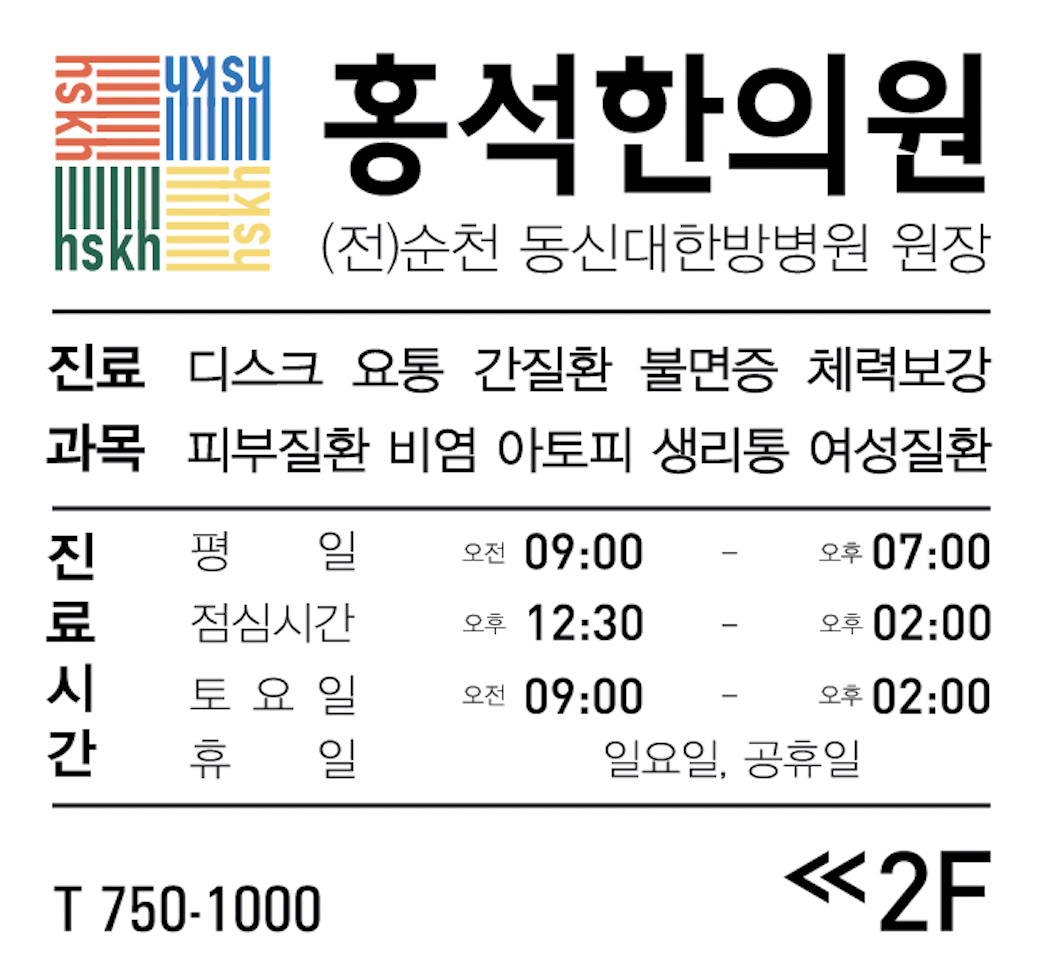 hskh hskh
홍석한의원
hskh hskh
(전)순천 동신대한방병원 원장
진료 디스크 요통 간질환 불면증 체력보강
과목 피부질환 비염 아토피 생리통 여성질환
진료시간
평일 오전 09:00 - 오후 07:00
점심시간 오후 12:30 - 오후 02:00
토요일 오전 09:00 - 오후 02:00
휴일 일요일, 공휴일
T 750-1000
≪2F